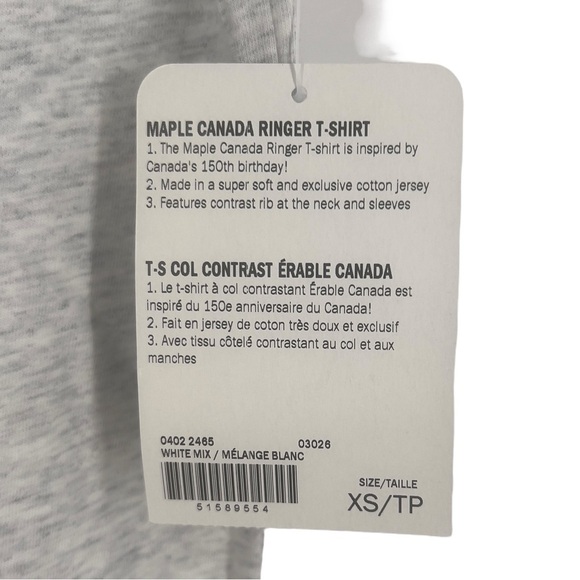 MAPLE CANADA RINGER T-SHIRT
1. The Maple Canada Ringer T-shirt is inspired by
Canada's 150th birthday!
2. Made in a super soft and exclusive cotton jersey
3. Features contrast rib at the neck and sleeves
T-S COL CONTRAST ÉRABLE CANADA
1. Le t-shirt à col contrastant Érable Canada est
inspiré du 150e anniversaire du Canada!
2. Fait en jersey de coton très doux et exclusif
3. Avec tissu côtelé contrastant au col et aux
manches
0402 2465 03026
WHITE MIX / MÉLANGE BLANC
51589554
SIZE/TAILLE
XS/TP